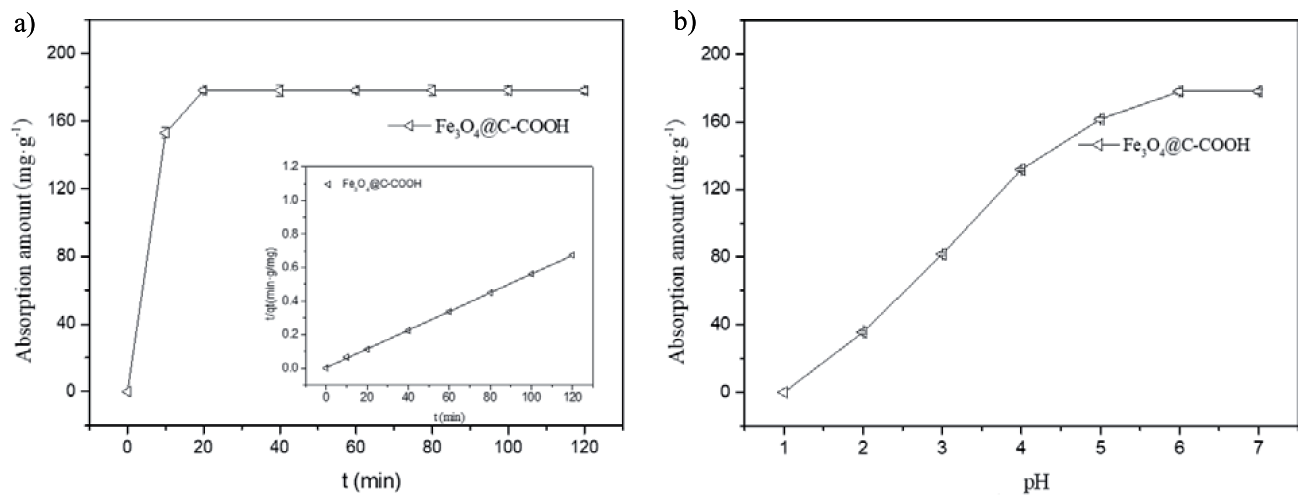 a)
Absorption amount (mg·g⁻¹)
200
160
120
80
40
0
Fe₃O₄@C-COOH
t/qt(min·g/mg)
1.2
1.0
0.8
0.6
0.4
0.2
0.0
Fe₃O₄@C-COOH
0 20 40 60 80 100 120
t (min)
0 20 40 60 80 100 120
t (min)
b)
Absorption amount (mg·g⁻¹)
200
160
120
80
40
0
Fe₃O₄@C-COOH
1 2 3 4 5 6 7
pH